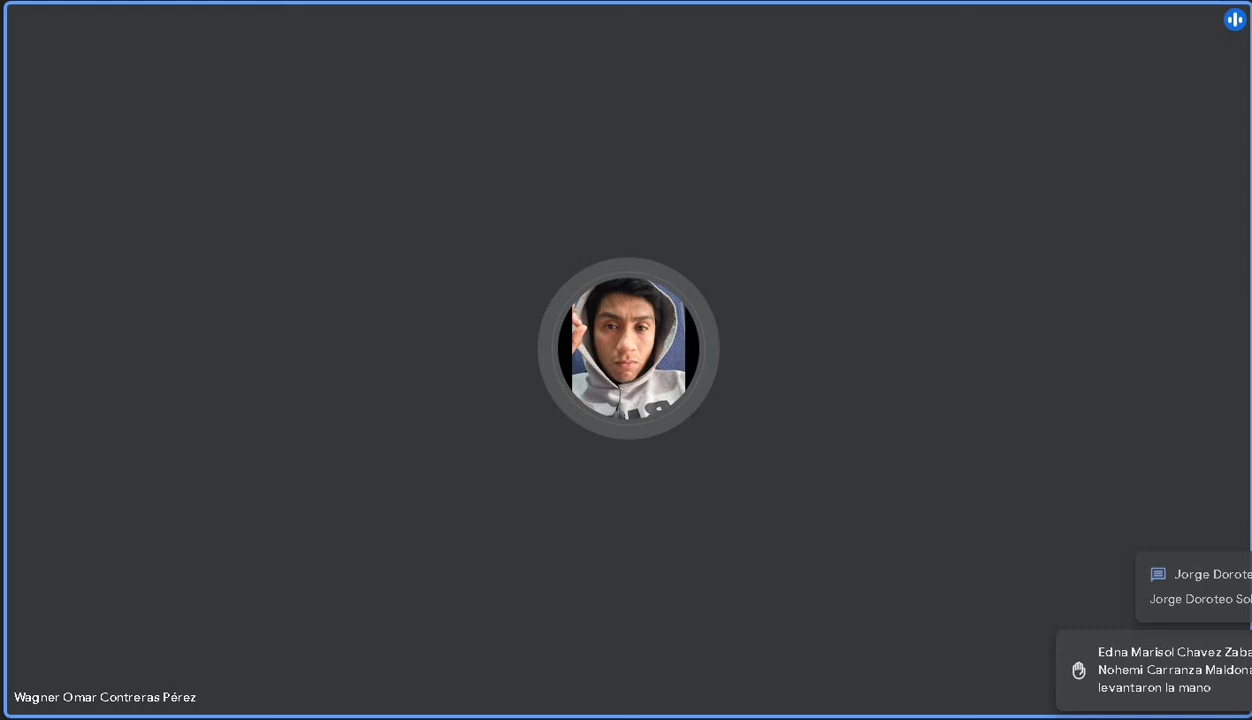 Jorge Dorote
Jorge Doroteo Sol
Edna Marisol Chavez Zaba
Nohemi Carranza Maldona
levantaron la mano
Wagner Omar Contreras Pérez